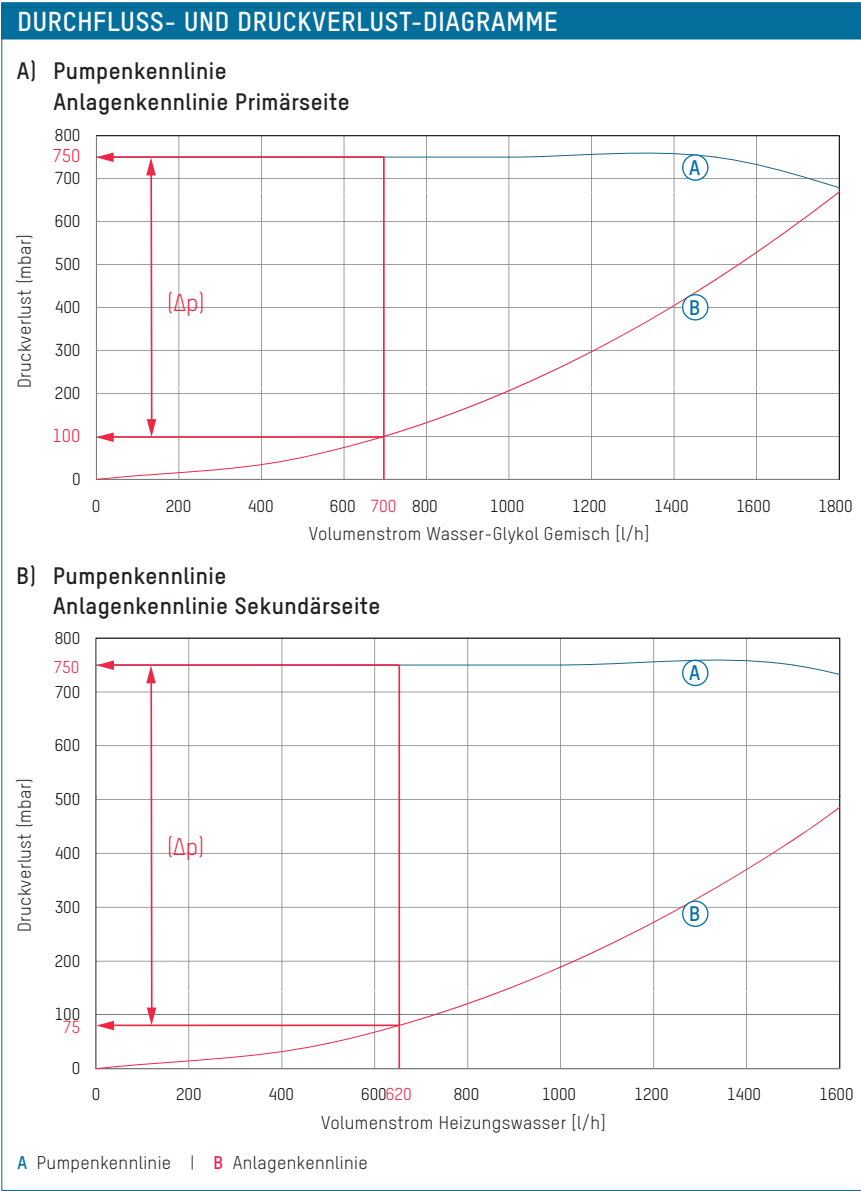 DURCHFLUSS- UND DRUCKVERLUST-DIAGRAMME
A) Pumpenkennlinie
Anlagenkennlinie Primärseite
800
750
700
600
500
400
300
200
100
0
Druckverlust [mbar]
(Δp)
A
B
0 200 400 600 700 800 1000 1200 1400 1600 1800
Volumenstrom Wasser-Glykol Gemisch [l/h]
B) Pumpenkennlinie
Anlagenkennlinie Sekundärseite
800
750
700
600
500
400
300
200
100
75
0
Druckverlust [mbar]
(Δp)
A
B
0 200 400 600 620 800 1000 1200 1400 1600
Volumenstrom Heizungswasser [l/h]
A Pumpenkennlinie | B Anlagenkennlinie